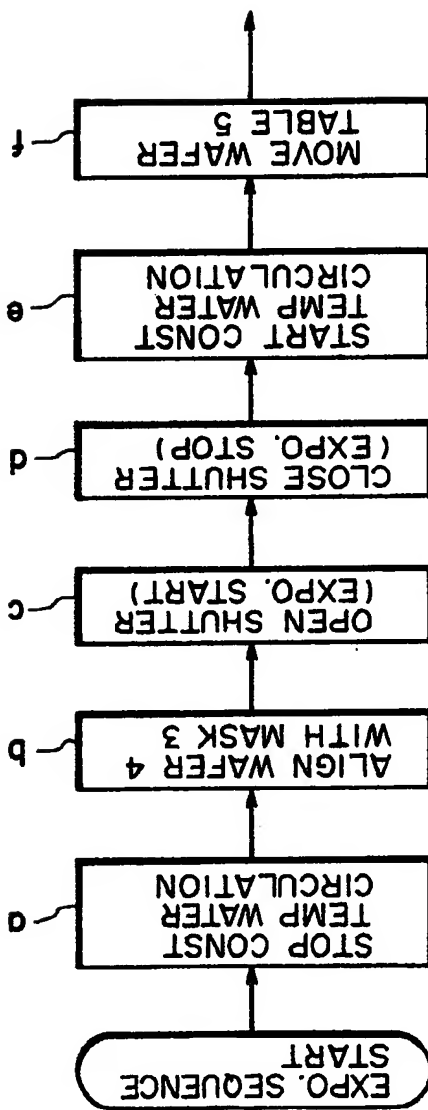 EXPO. SEQUENCE
START
STOP CONST
TEMP WATER
CIRCULATION
a
ALIGN WAFER 4
WITH MASK 3
b
OPEN SHUTTER
(EXPO. START)
c
CLOSE SHUTTER
(EXPO. STOP)
d
START CONST
TEMP WATER
CIRCULATION
e
MOVE WAFER
TABLE 5
f